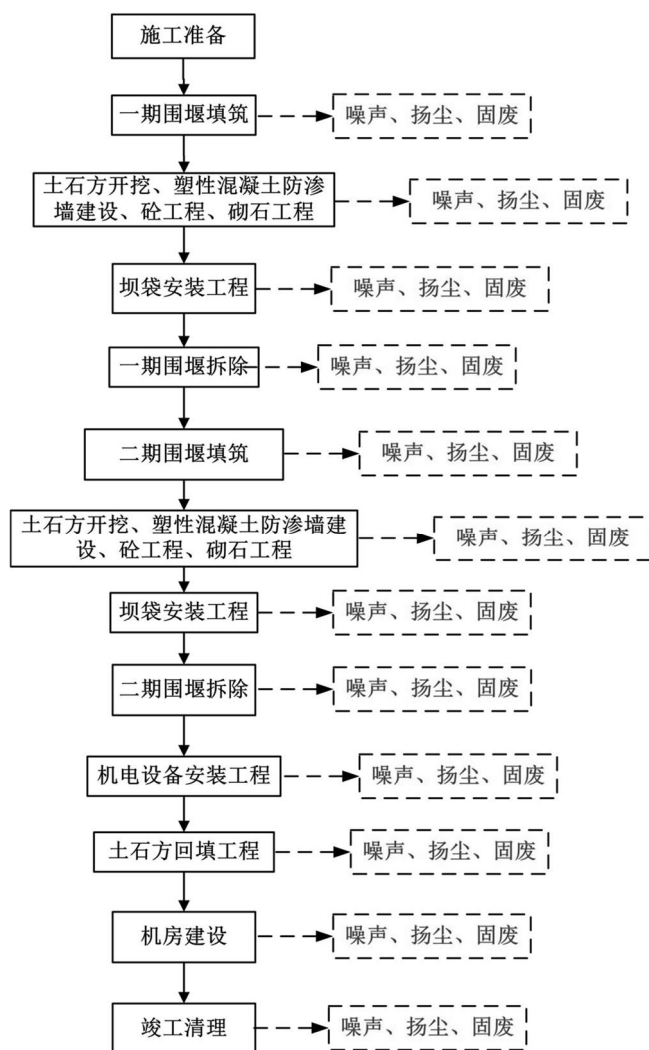 施工准备
一期围堰填筑
噪声、扬尘、固废
土石方开挖、塑性混凝土防渗
墙建设、砼工程、砌石工程
噪声、扬尘、固废
坝袋安装工程
噪声、扬尘、固废
一期围堰拆除
噪声、扬尘、固废
二期围堰填筑
噪声、扬尘、固废
土石方开挖、塑性混凝土防渗墙建
设、砼工程、砌石工程
噪声、扬尘、固废
坝袋安装工程
噪声、扬尘、固废
二期围堰拆除
噪声、扬尘、固废
机电设备安装工程
噪声、扬尘、固废
土石方回填工程
噪声、扬尘、固废
机房建设
噪声、扬尘、固废
竣工清理
噪声、扬尘、固废